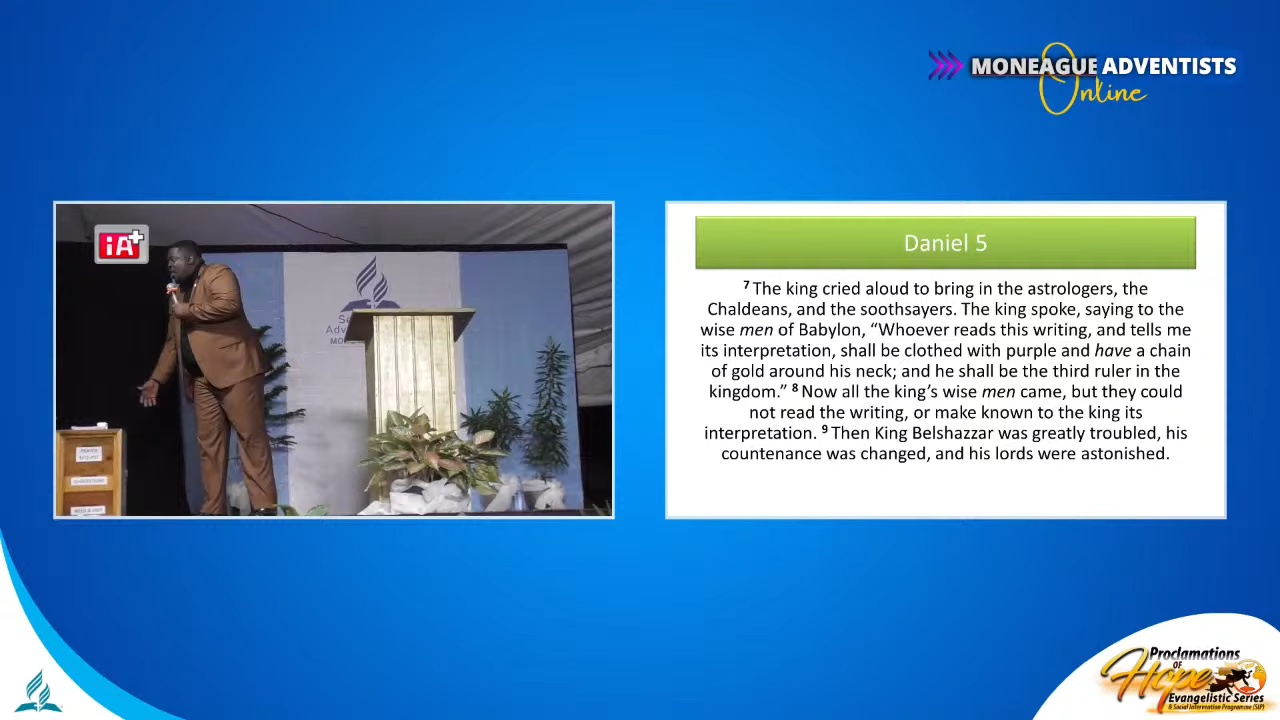 MONEAGUE ADVENTISTS
Online
iA+
Daniel 5
7 The king cried aloud to bring in the astrologers, the
Chaldeans, and the soothsayers. The king spoke, saying to the
wise men of Babylon, “Whoever reads this writing, and tells me
its interpretation, shall be clothed with purple and have a chain
of gold around his neck; and he shall be the third ruler in the
kingdom.” 8 Now all the king’s wise men came, but they could
not read the writing, or make known to the king its
interpretation. 9 Then King Belshazzar was greatly troubled, his
countenance was changed, and his lords were astonished.
Proclamations
OF
Hope
Evangelistic Series
& Social Intervention Programme (SIP)